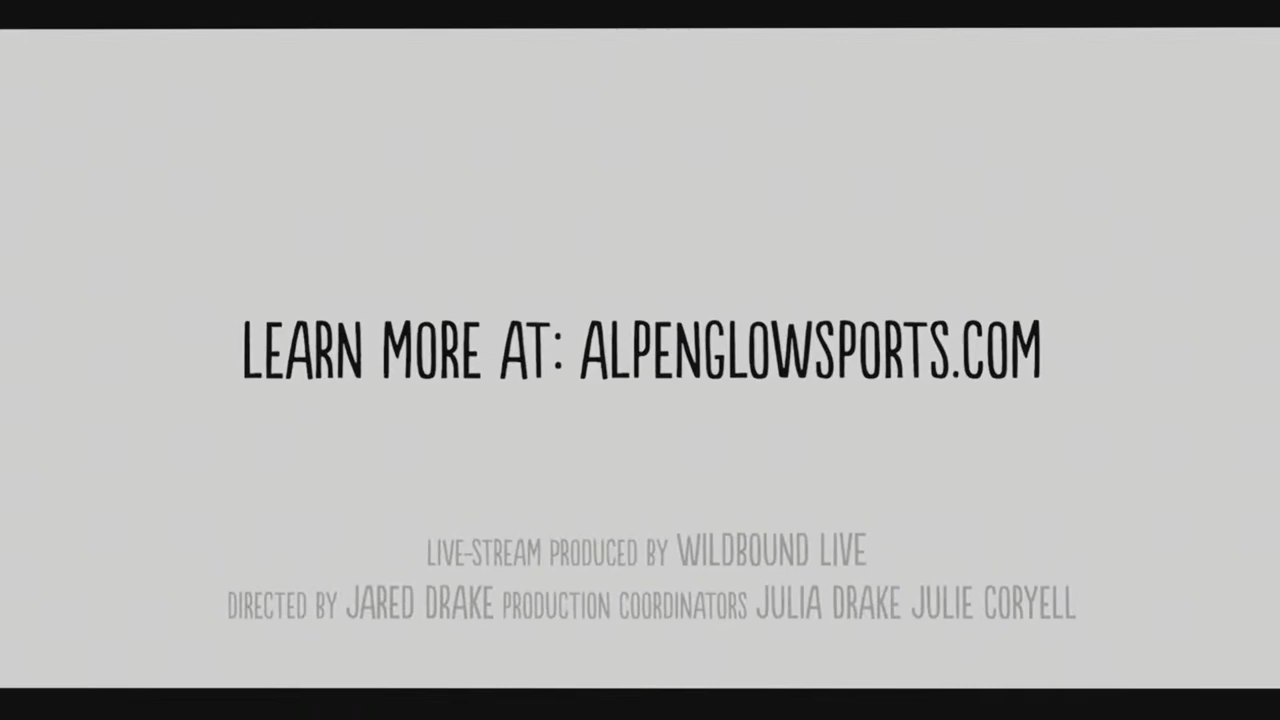 LEARN MORE AT: ALPENGLOWSPORTS.COM
LIVE-STREAM PRODUCED BY WILDBOUND LIVE
DIRECTED BY JARED DRAKE PRODUCTION COORDINATORS JULIA DRAKE JULIE CORYELL